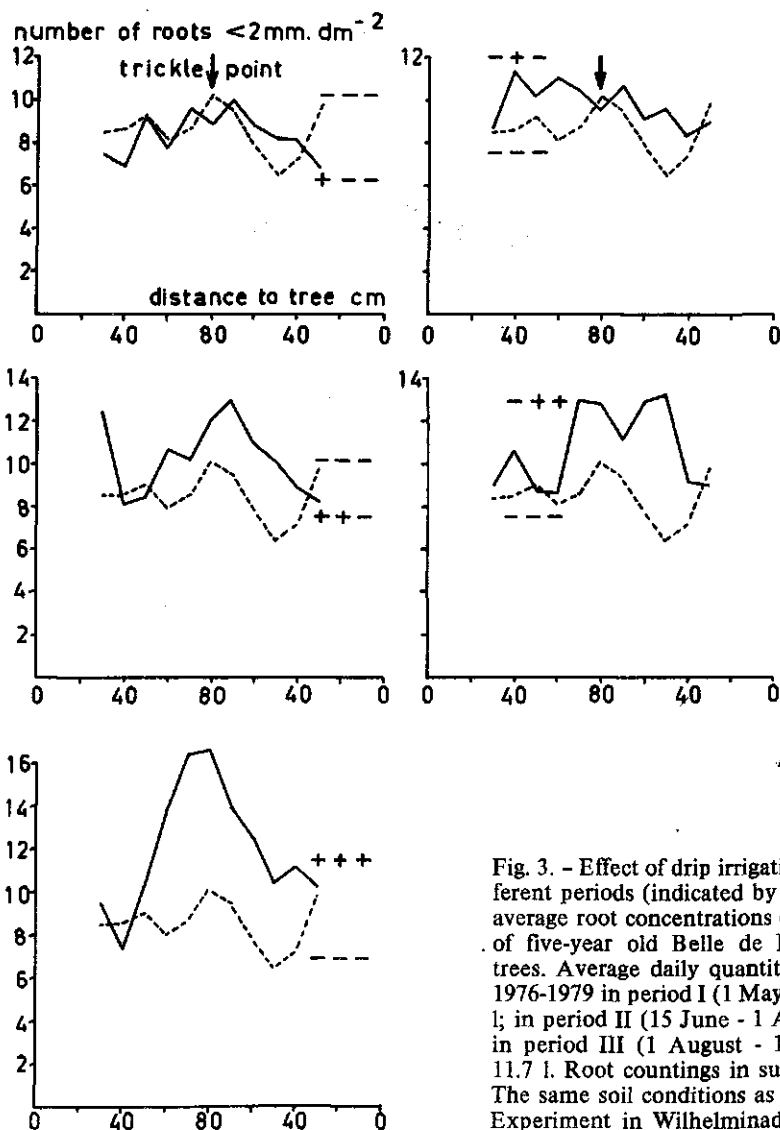 number of roots <2mm. dm⁻²
12
trickle point
10
8
6
4
2
distance to tree cm
0 40 80 40 0
- - -
+ - -
12
- + -
- - -
0 40 80 40 0
14
12
10
8
6
4
2
0 40 80 40 0
- - -
+ + -
14
- + +
- - -
0 40 80 40 0
16
14
12
10
8
6
4
2
0 40 80 40 0
+ + +
- - -
Fig. 3. – Effect of drip irrigati
ferent periods (indicated by
average root concentrations
of five-year old Belle de
trees. Average daily quantit
1976-1979 in period I (1 May
l; in period II (15 June - 1 A
in period III (1 August - 1
11.7 l. Root countings in su
The same soil conditions as
Experiment in Wilhelminad